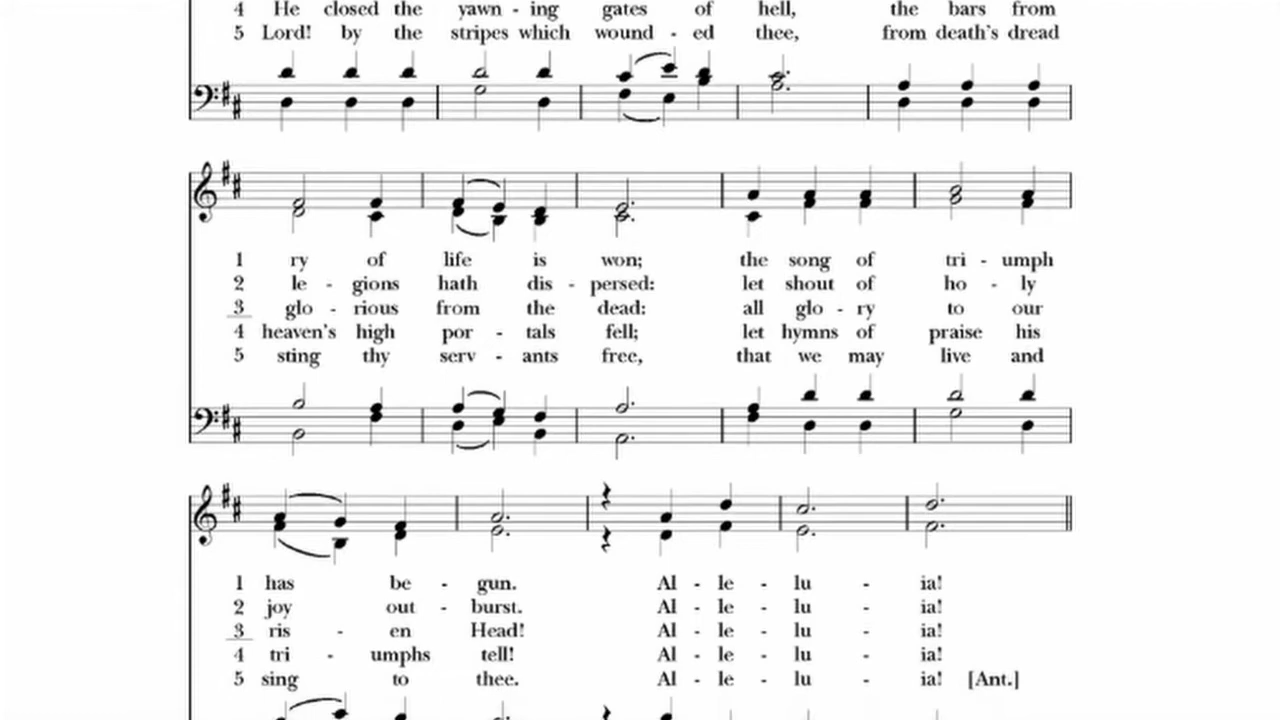 4 He closed the yawn - ing gates of hell, the bars from
5 Lord! by the stripes which wound - ed thee, from death's dread
1 ry of life is won; the song of tri - umph
2 le - gions hath dis - persed: let shout of ho - ly
3 glo - rious from the dead: all glo - ry to our
4 heaven's high por - tals fell; let hymns of praise his
5 sting thy serv - ants free, that we may live and
1 has be - gun. Al - le - lu - ia!
2 joy out - burst. Al - le - lu - ia!
3 ris - en Head! Al - le - lu - ia!
4 tri - umphs tell! Al - le - lu - ia!
5 sing to thee. Al - le - lu - ia! [Ant.]